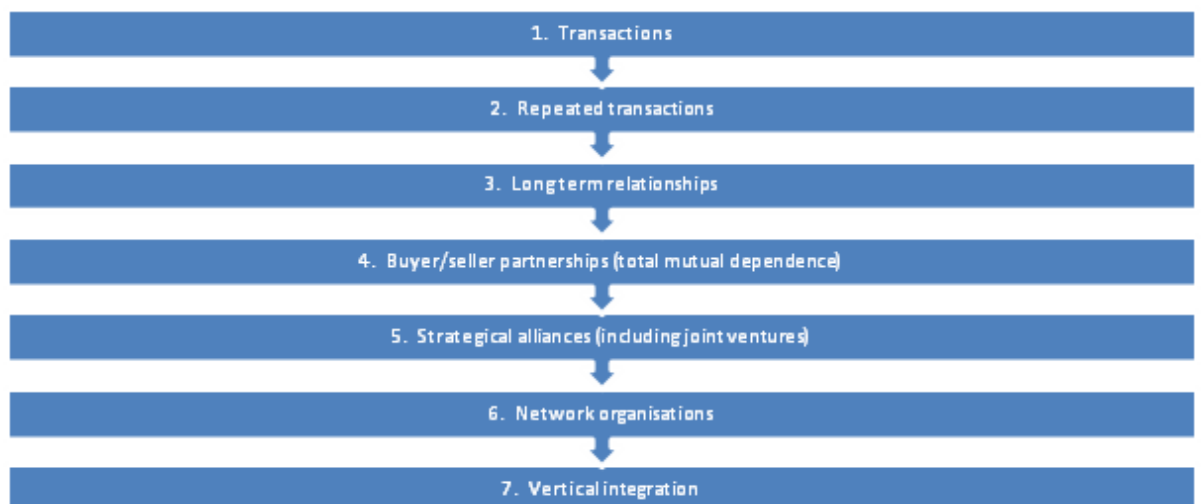 1. Transactions
2. Repeated transactions
3. Long term relationships
4. Buyer/seller partnerships (total mutual dependence)
5. Strategical alliances (including joint ventures)
6. Network organisations
7. Vertical integration